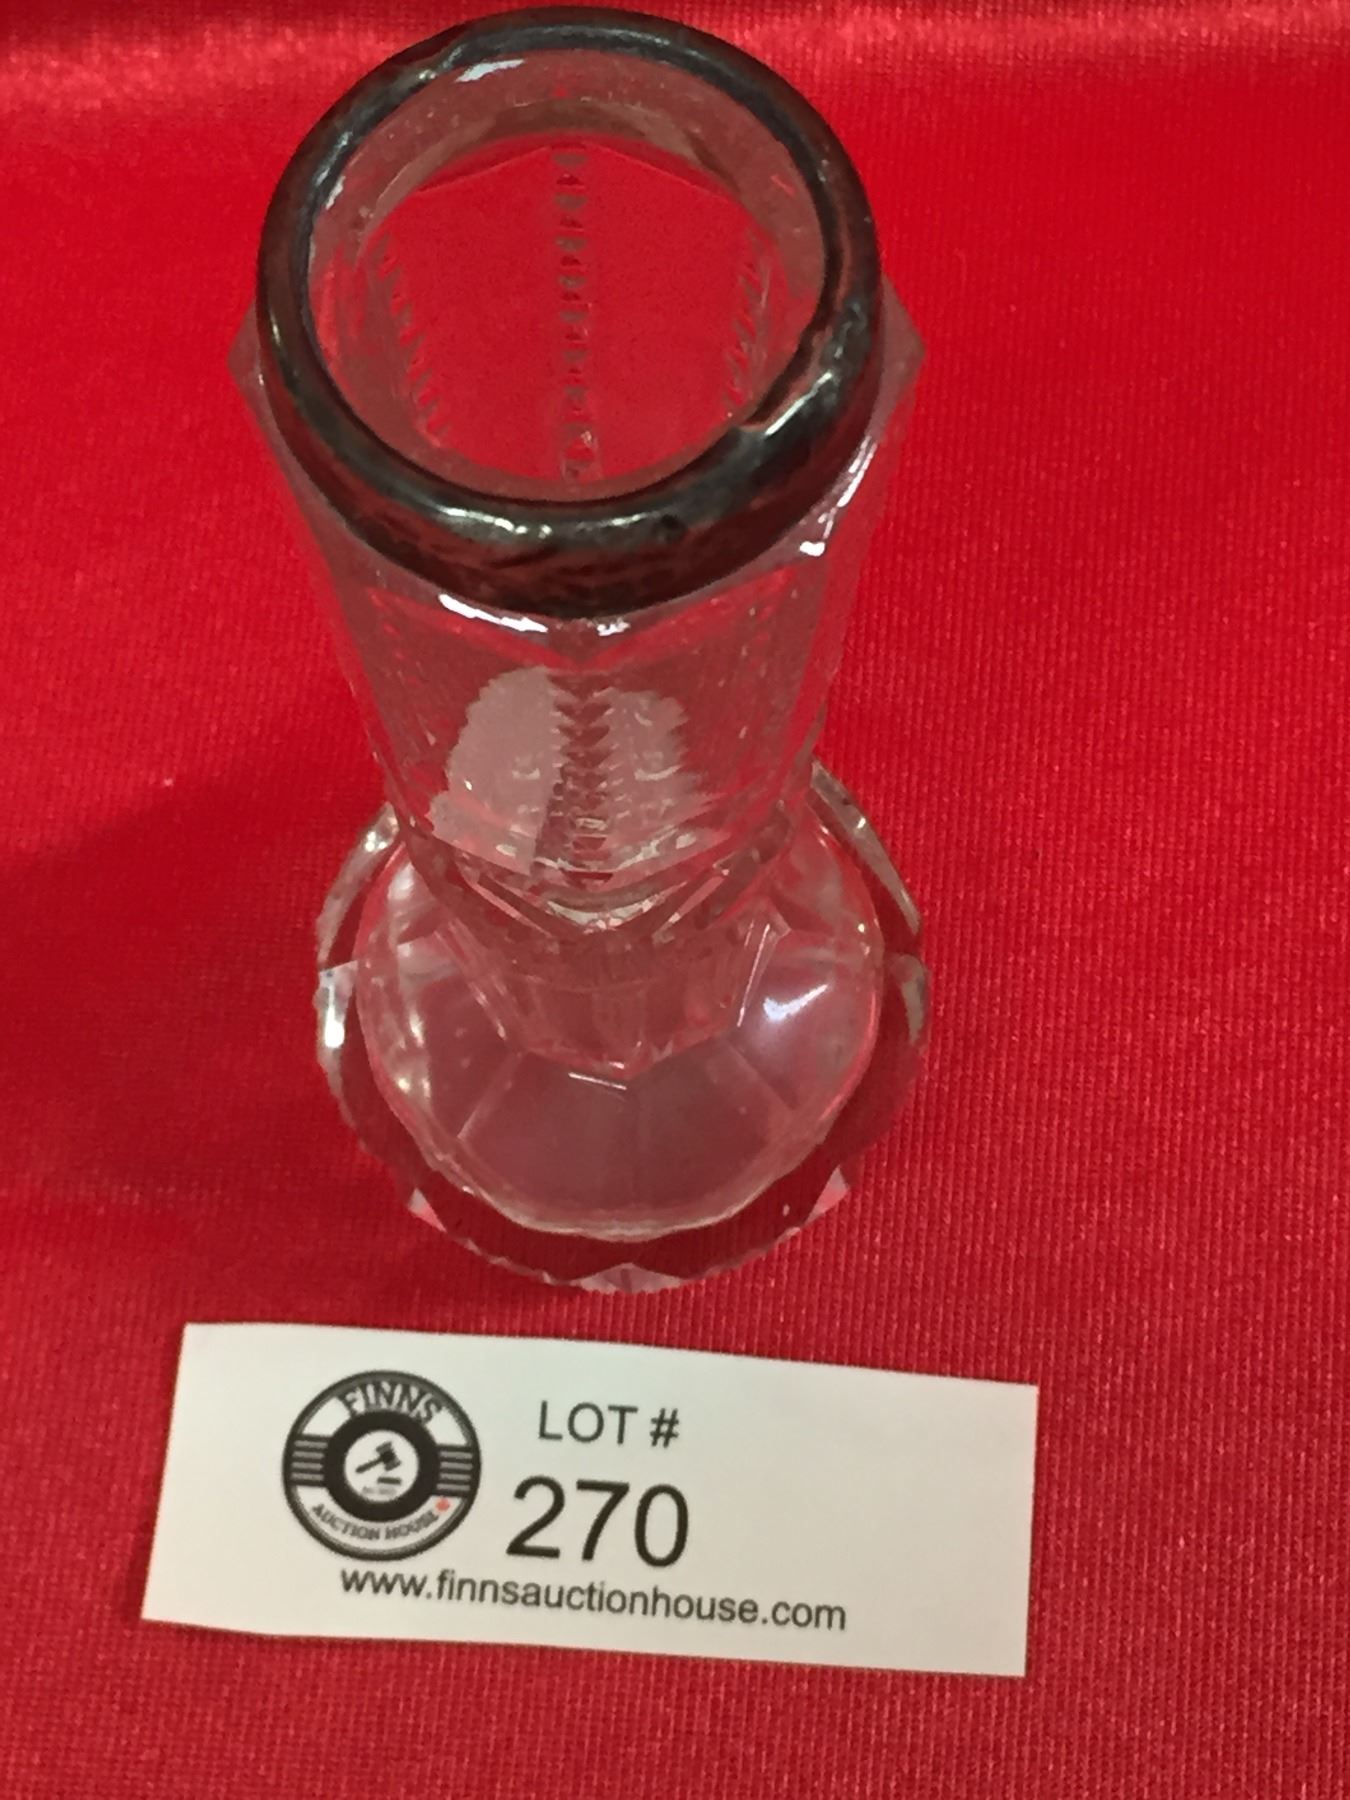 FINNS
AUCTION HOUSE
LOT #
270
www.finnsauctionhouse.com